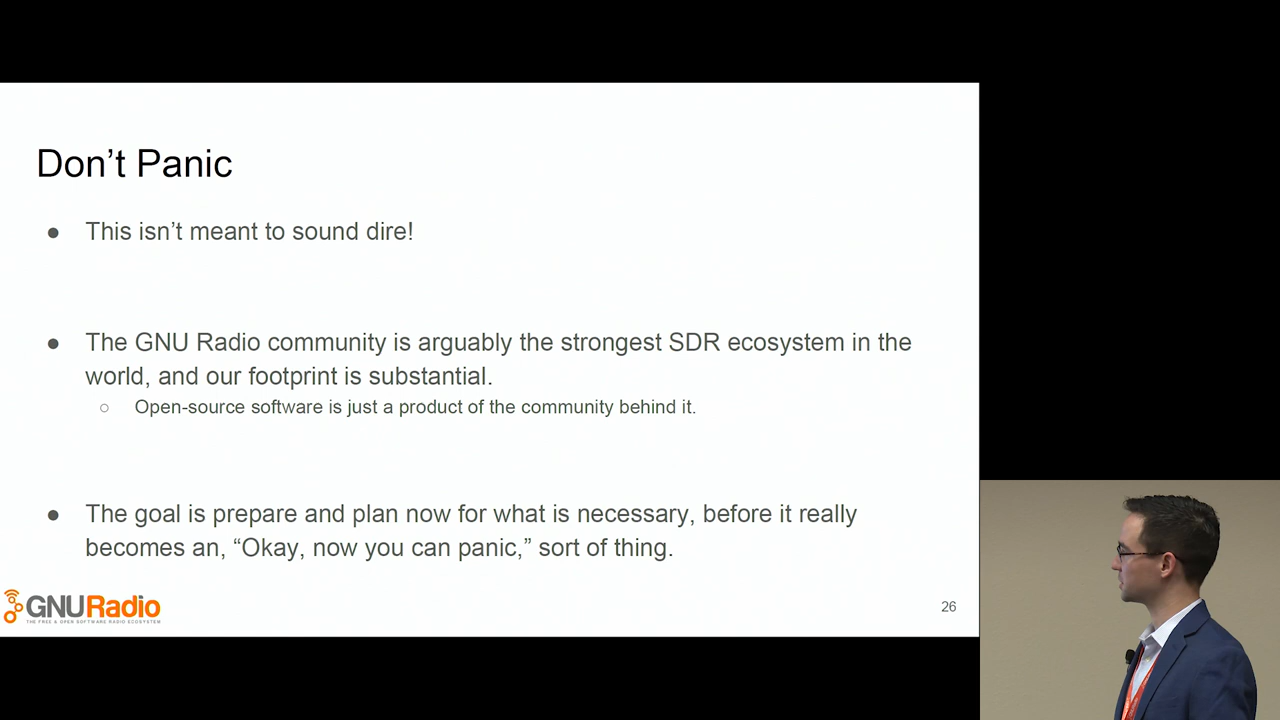 Don’t Panic
● This isn’t meant to sound dire!
● The GNU Radio community is arguably the strongest SDR ecosystem in the
world, and our footprint is substantial.
○ Open-source software is just a product of the community behind it.
● The goal is prepare and plan now for what is necessary, before it really
becomes an, “Okay, now you can panic,” sort of thing.
GNURadio
THE FREE & OPEN SOFTWARE RADIO ECOSYSTEM
26